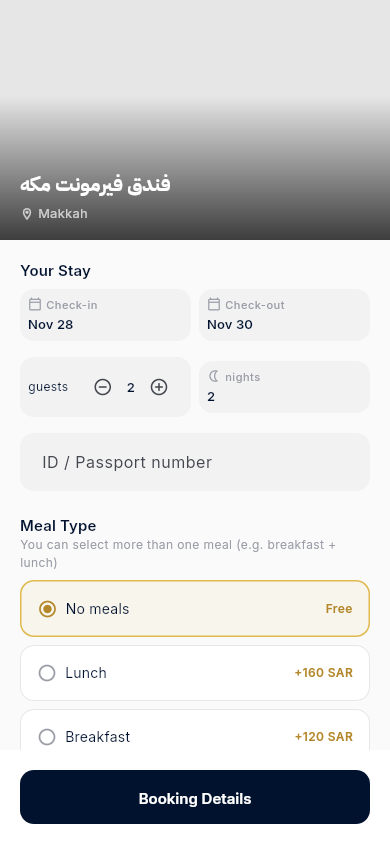 فندق فيرمونت مكه
Makkah
Your Stay
Check-in
Nov 28
Check-out
Nov 30
guests
2
nights
2
ID / Passport number
Meal Type
You can select more than one meal (e.g. breakfast +
lunch)
No meals
Free
Lunch
+160 SAR
Breakfast
+120 SAR
Booking Details